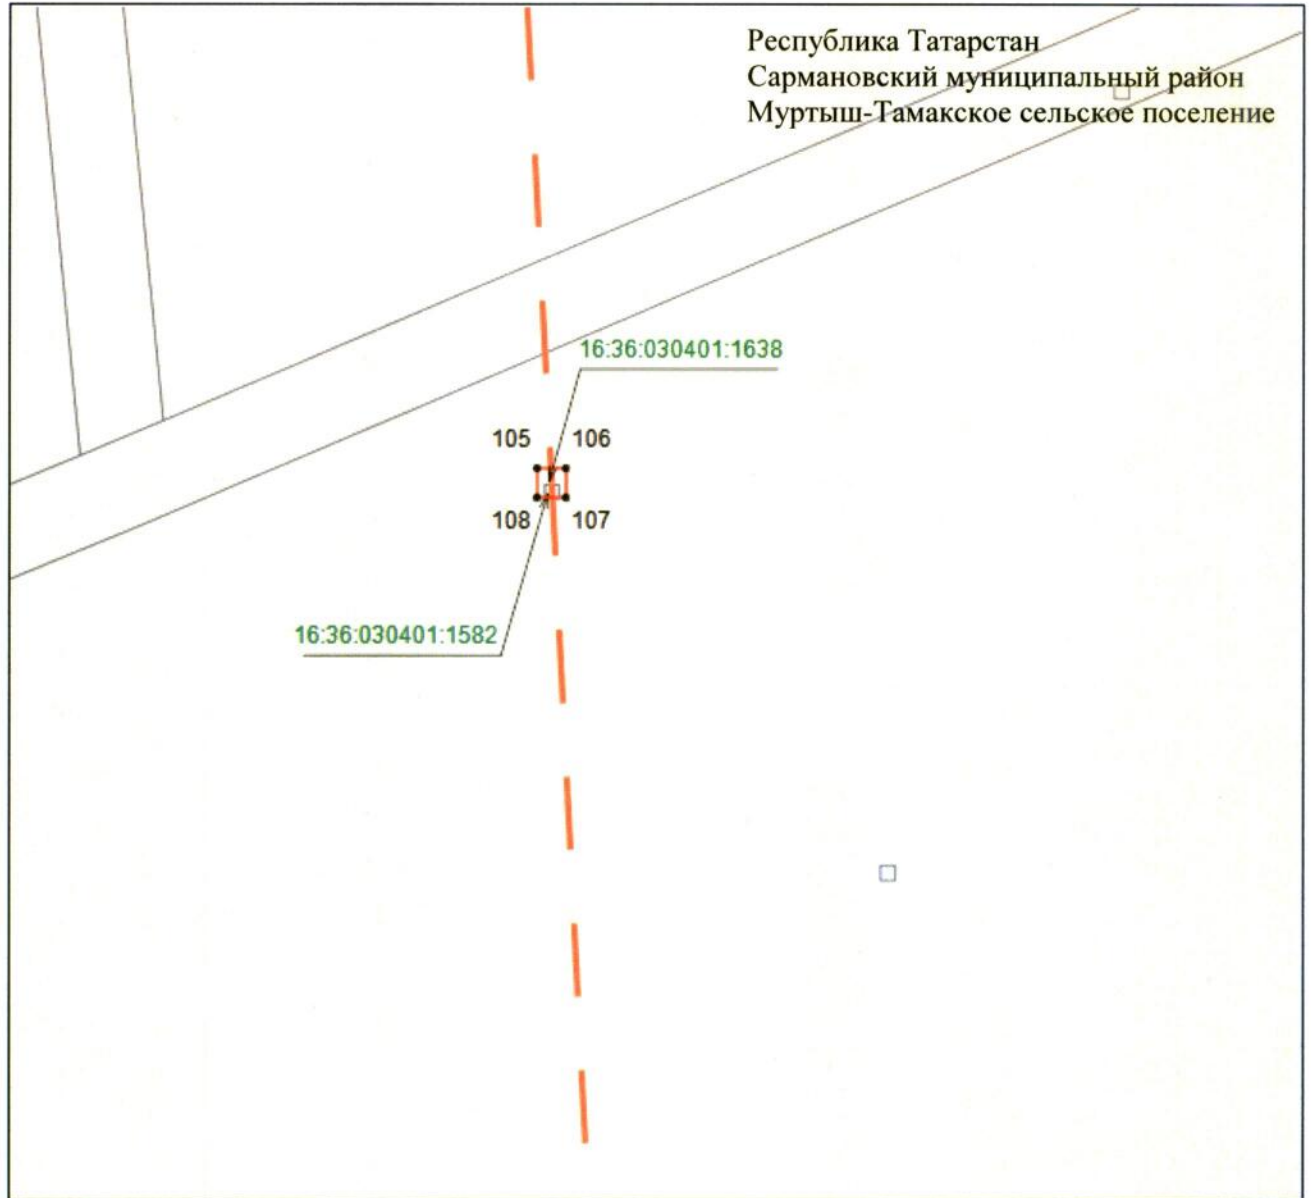 Республика Татарстан
Сармановский муниципальный район
Муртыш-Тамакское сельское поселение
16:36:030401:1638
105 106
108 107
16:36:030401:1582